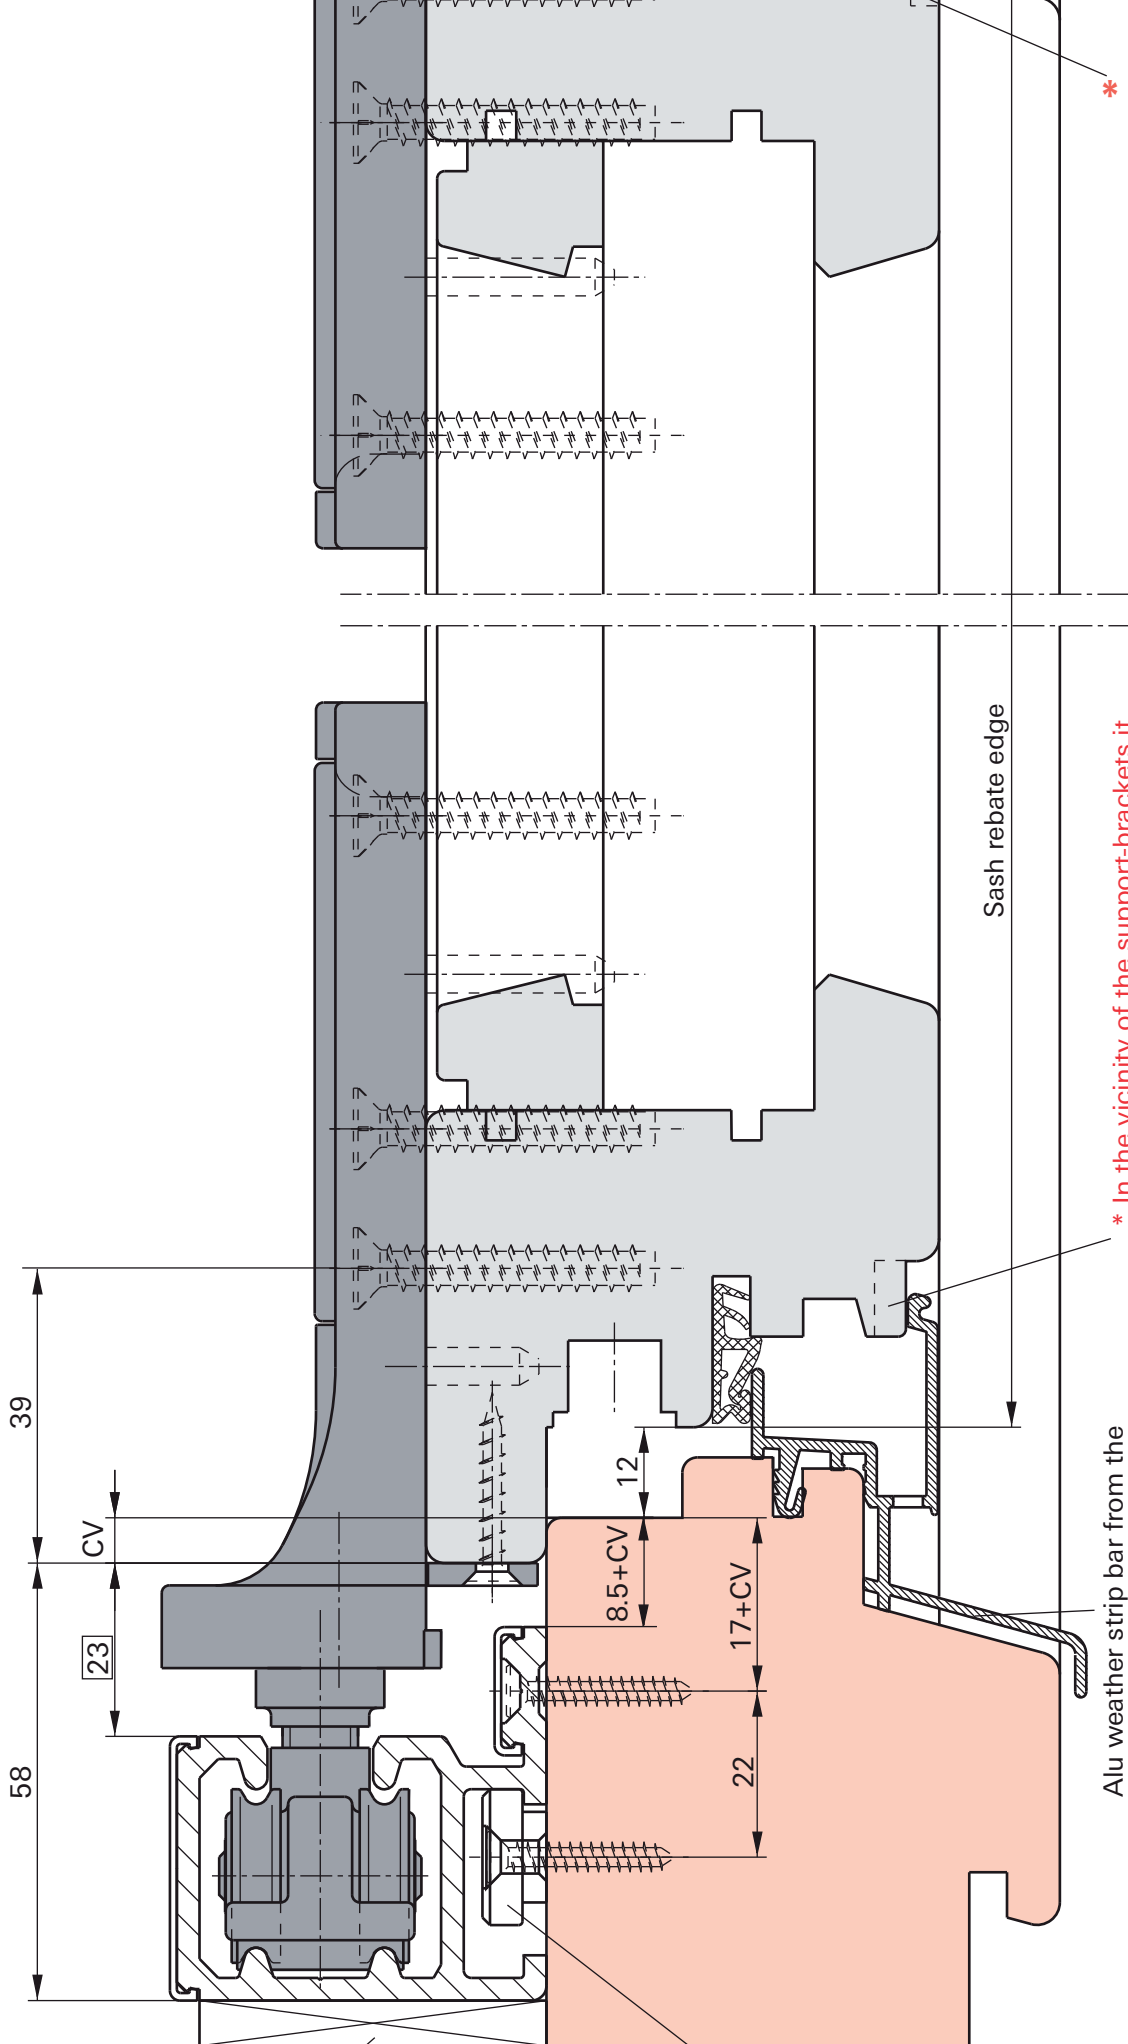 *
Sash rebate edge
* In the vicinity of the support-brackets it
39
CV
12
8.5+CV
17+CV
23
58
22
Alu weather strip bar from the